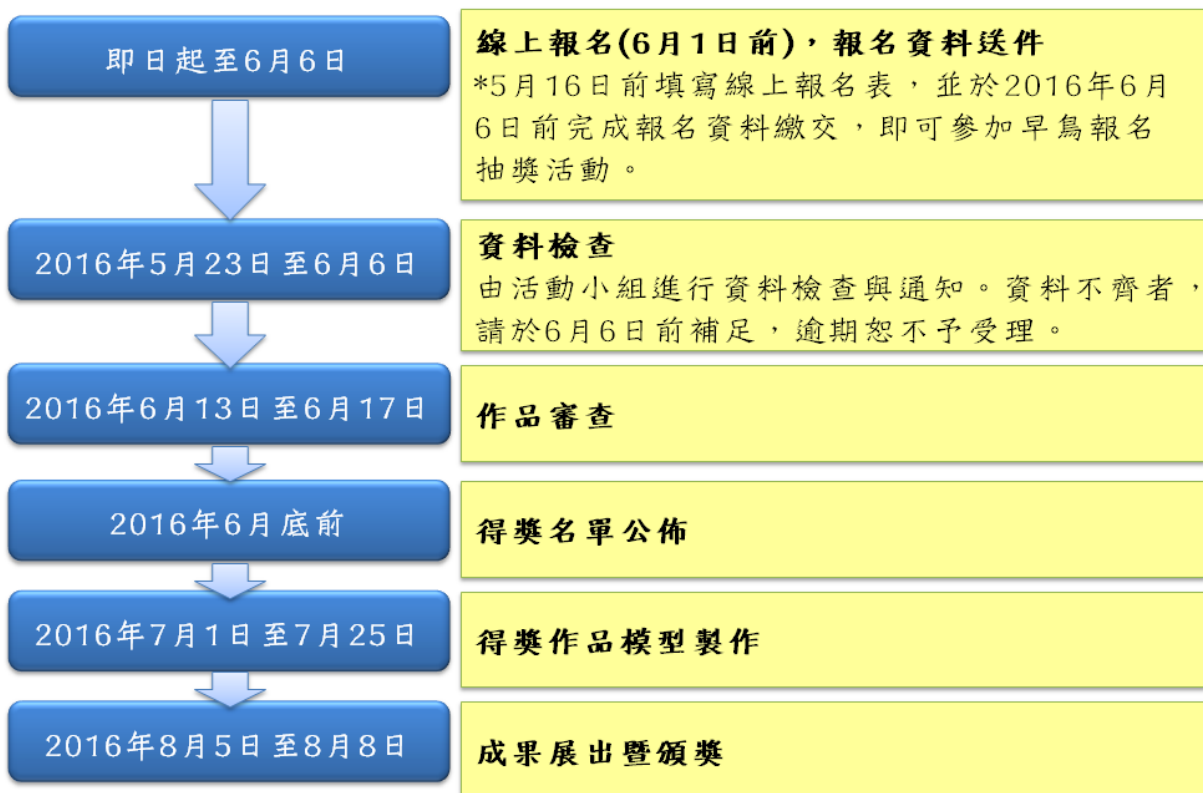 即日起至6月6日
線上報名(6月1日前),報名資料送件
*5月16日前填寫線上報名表,並於2016年6月
6日前完成報名資料繳交,即可參加早鳥報名
抽獎活動。
2016年5月23日至6月6日
資料檢查
由活動小組進行資料檢查與通知。資料不齊者,
請於6月6日前補足,逾期恕不予受理。
2016年6月13日至6月17日
作品審查
2016年6月底前
得獎名單公佈
2016年7月1日至7月25日
得獎作品模型製作
2016年8月5日至8月8日
成果展出暨頒獎